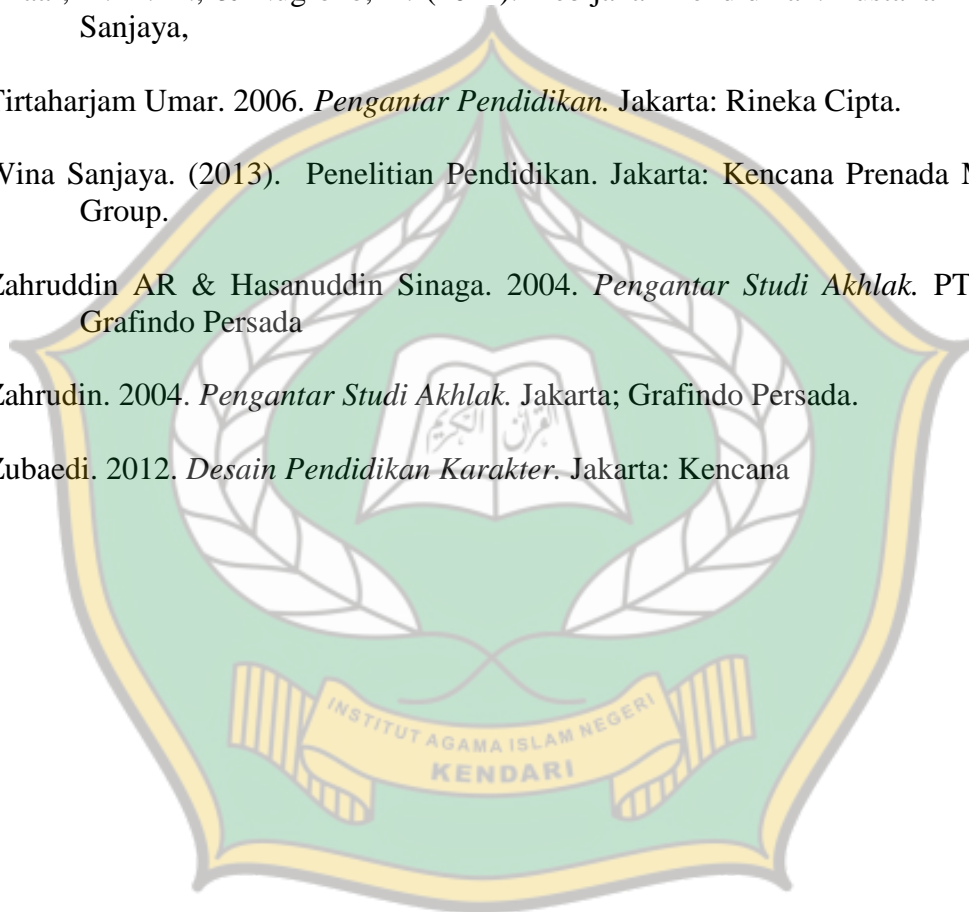 Sanjaya,
Tirtaharjam Umar. 2006. Pengantar Pendidikan. Jakarta: Rineka Cipta.
Wina Sanjaya. (2013). Penelitian Pendidikan. Jakarta: Kencana Prenada
Group.
Zahruddin AR & Hasanuddin Sinaga. 2004. Pengantar Studi Akhlak. PT
Grafindo Persada
Zahrudin. 2004. Pengantar Studi Akhlak. Jakarta; Grafindo Persada.
القرآن الكريم
Zubaedi. 2012. Desain Pendidikan Karakter. Jakarta: Kencana
INSTITUT AGAMA ISLAM NEGERI
KENDARI